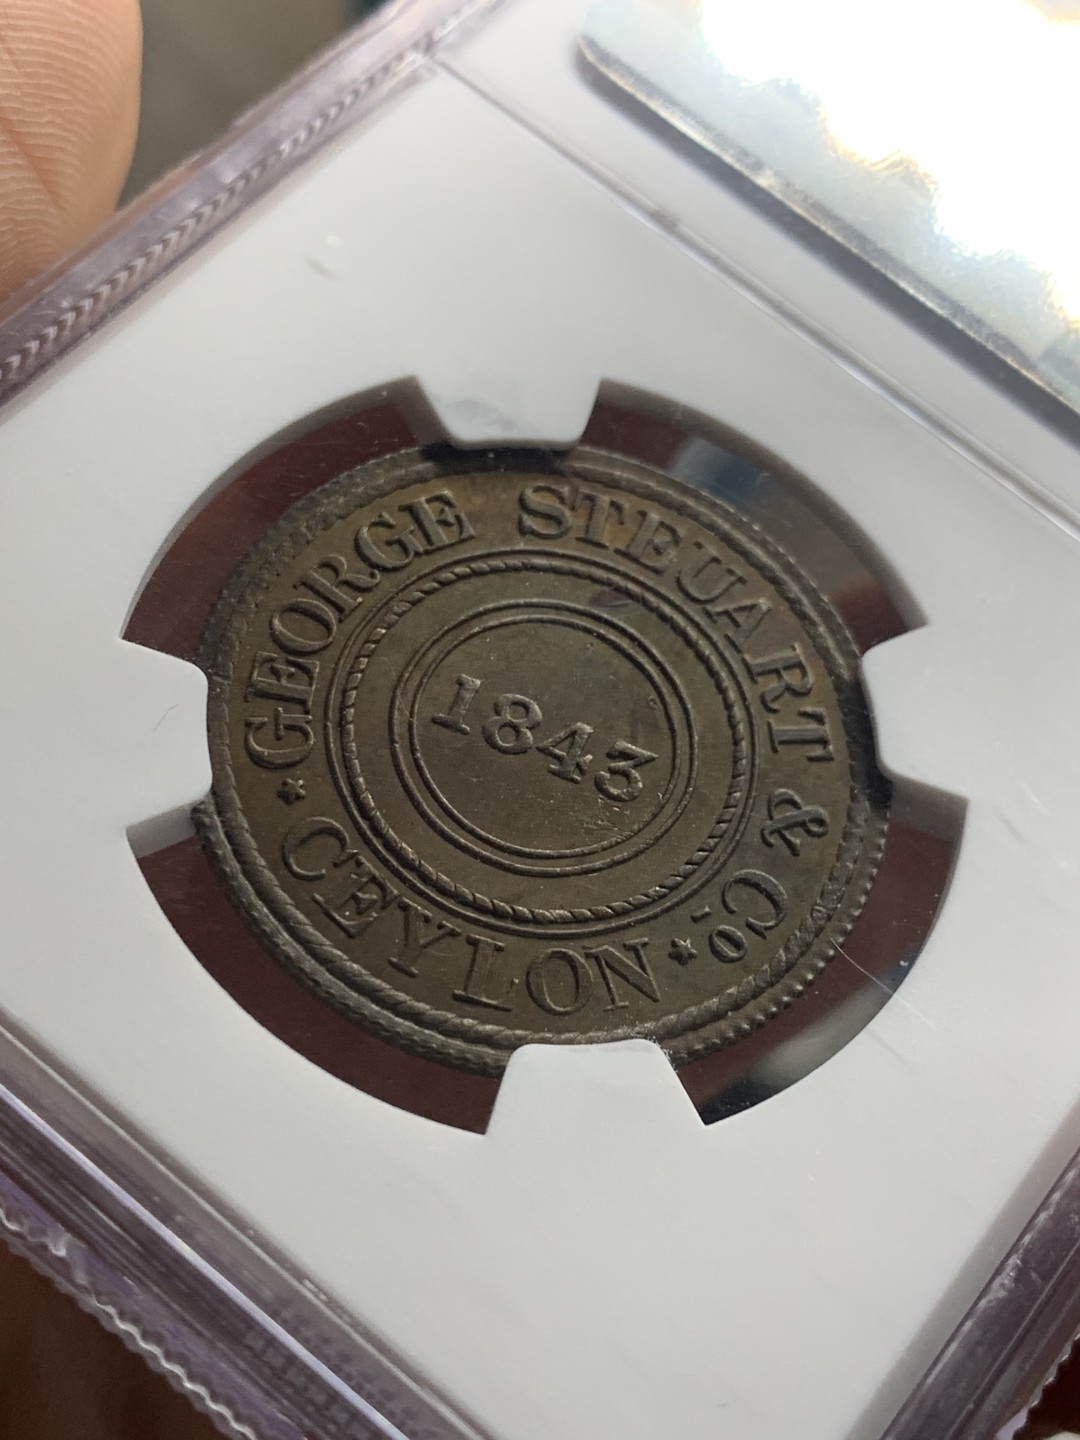 GEORGE STEUART & Co
* CEYLON *
1843